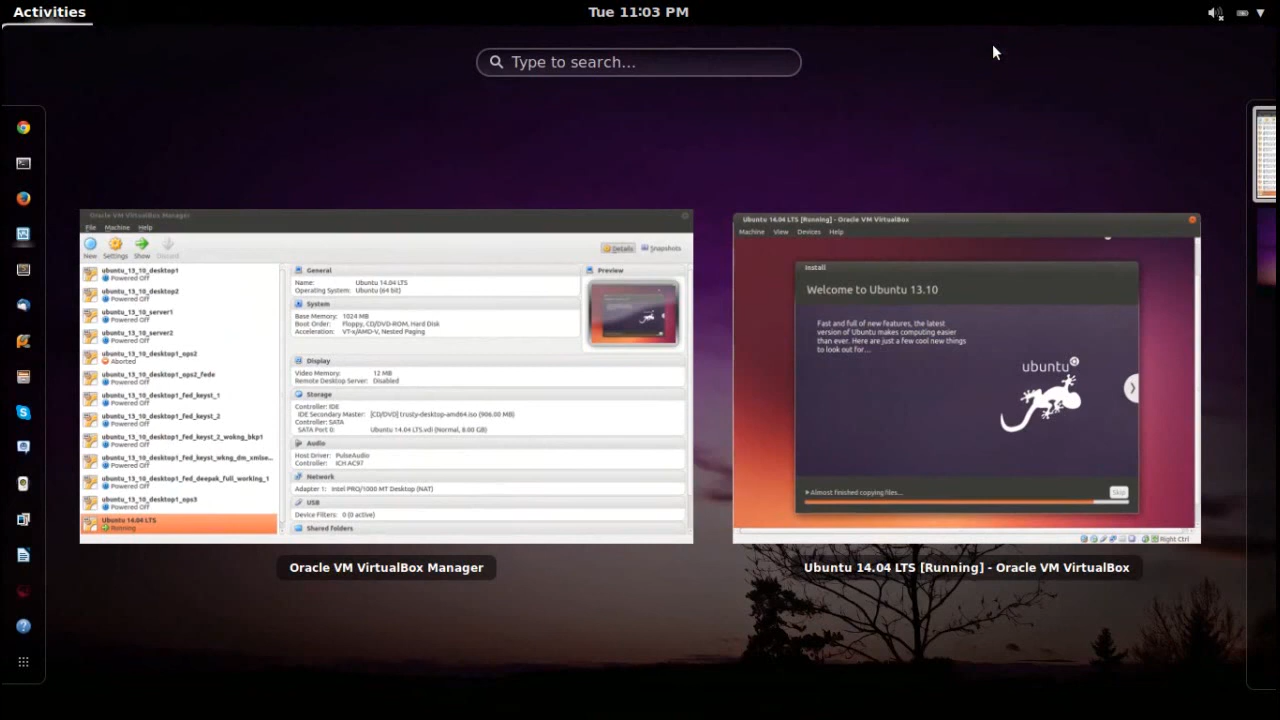 Activities
Tue 11:03 PM
Type to search...
Oracle VM VirtualBox Manager
File Machine Help
New Settings Show Discard
Details Snapshots
ubuntu_13_10_desktop1
Powered Off
ubuntu_13_10_desktop2
Powered Off
ubuntu_13_10_server1
Powered Off
ubuntu_13_10_server2
Powered Off
ubuntu_13_10_desktop1_ops2
Aborted
ubuntu_13_10_desktop1_ops2_fede
Powered Off
ubuntu_13_10_desktop1_fed_keyst_1
Powered Off
ubuntu_13_10_desktop1_fed_keyst_2
Powered Off
ubuntu_13_10_desktop1_fed_keyst_2_wokng_bkp1
Powered Off
ubuntu_13_10_desktop1_fed_keyst_wkng_dm_xmlse...
Powered Off
ubuntu_13_10_desktop1_fed_deepak_full_working_1
Powered Off
ubuntu_13_10_desktop1_ops3
Powered Off
Ubuntu 14.04 LTS
Running
General
Name: Ubuntu 14.04 LTS
Operating System: Ubuntu (64 bit)
System
Base Memory: 1024 MB
Boot Order: Floppy, CD/DVD-ROM, Hard Disk
Acceleration: VT-x/AMD-V, Nested Paging
Display
Video Memory: 12 MB
Remote Desktop Server: Disabled
Storage
Controller: IDE
IDE Secondary Master: [CD/DVD] trusty-desktop-amd64.iso (906.00 MB)
Controller: SATA
SATA Port 0: Ubuntu 14.04 LTS.vdi (Normal, 8.00 GB)
Audio
Host Driver: PulseAudio
Controller: ICH AC97
Network
Adapter 1: Intel PRO/1000 MT Desktop (NAT)
USB
Device Filters: 0 (0 active)
Shared folders
Preview
Oracle VM VirtualBox Manager
Ubuntu 14.04 LTS [Running] - Oracle VM VirtualBox
Machine View Devices Help
Install
Welcome to Ubuntu 13.10
Fast and full of new features, the latest
version of Ubuntu makes computing easier
than ever. Here are just a few cool new things
to look out for...
ubuntu
Almost finished copying files...
Skip
Right Ctrl
Ubuntu 14.04 LTS [Running] - Oracle VM VirtualBox